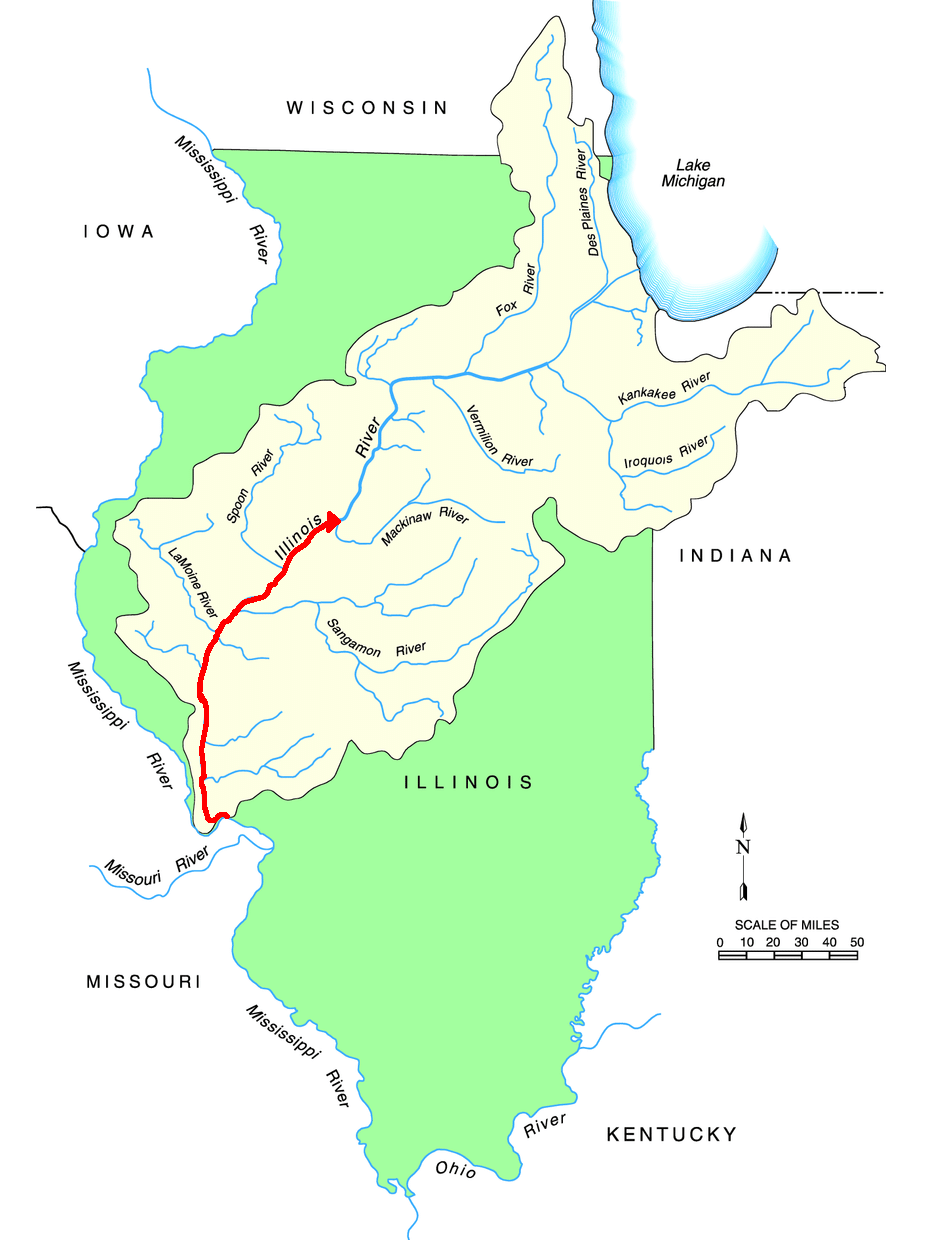 WISCONSIN
Mississippi
River
IOWA
Lake
Michigan
Des Plaines River
Fox
River
Kankakee River
Iroquois River
Vermilion
River
River
Spoon
River
Illinois
Mackinaw River
LaMoine River
Sangamon River
INDIANA
Mississippi
River
ILLINOIS
Missouri River
N
SCALE OF MILES
0 10 20 30 40 50
MISSOURI
Mississippi
River
River
Ohio
KENTUCKY